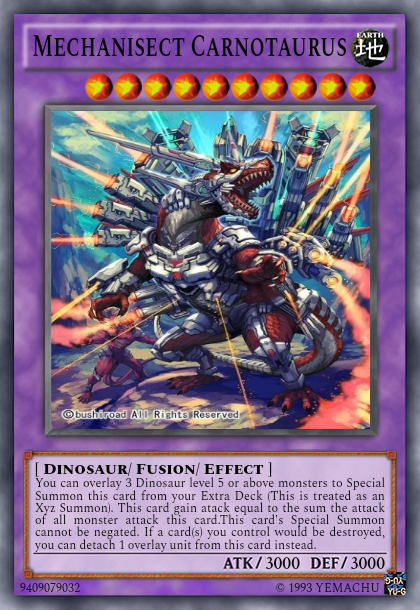 MECHANISECT CARNOTAURUS
EARTH
地
©bushiroad All Rights Reserved
[ DINOSAUR/ FUSION/ EFFECT ]
You can overlay 3 Dinosaur level 5 or above monsters to Special
Summon this card from your Extra Deck (This is treated as an
Xyz Summon). This card gain attack equal to the sum the attack
of all monster attack this card.This card's Special Summon
cannot be negated. If a card(s) you control would be destroyed,
you can detach 1 overlay unit from this card instead.
ATK/ 3000 DEF/ 3000
9409079032
© 1993 YEMACHU